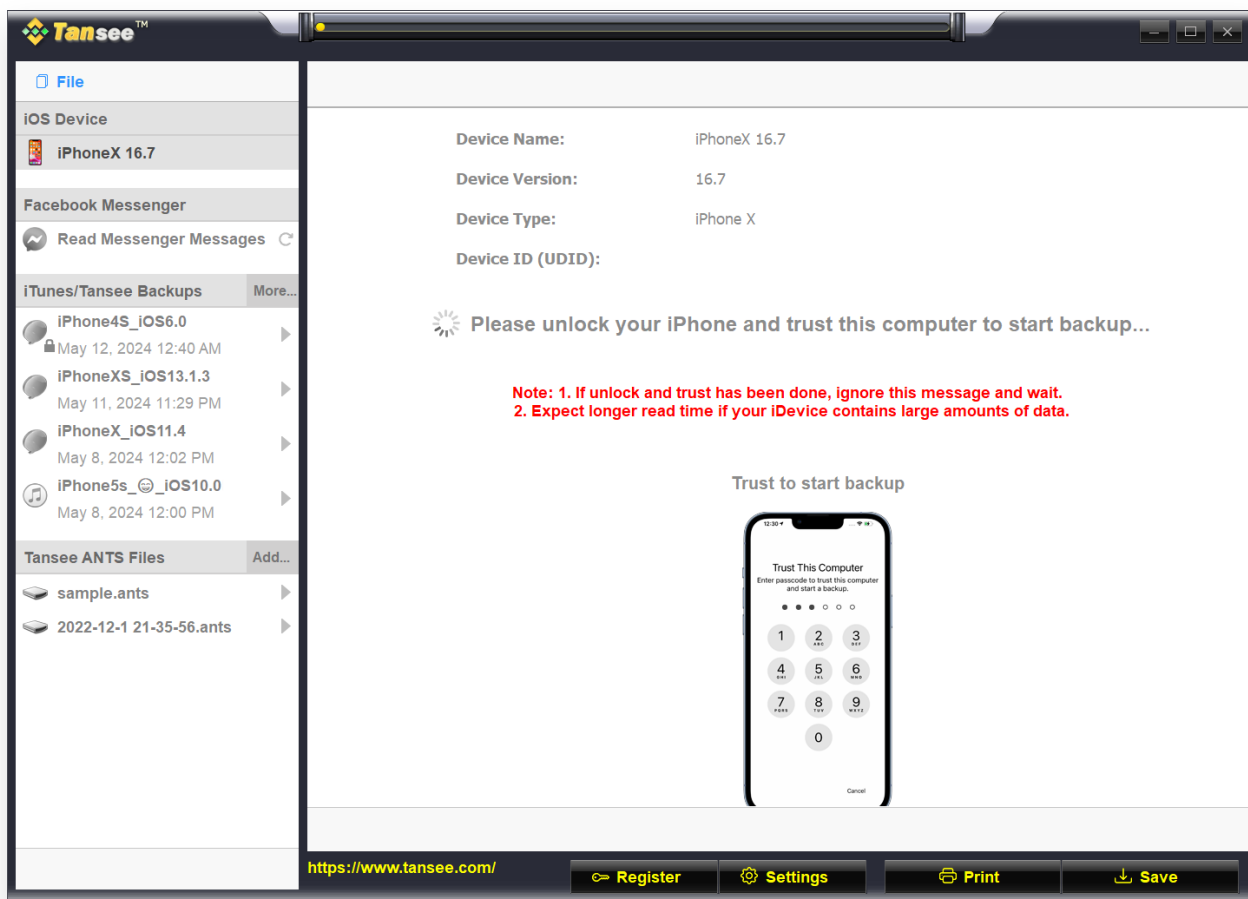 Tansee™
File
iOS Device
iPhoneX 16.7
Facebook Messenger
Read Messenger Messages
iTunes/Tansee Backups More...
iPhone4S_iOS6.0
May 12, 2024 12:40 AM
iPhoneXS_iOS13.1.3
May 11, 2024 11:29 PM
iPhoneX_iOS11.4
May 8, 2024 12:02 PM
iPhone5s_😁_iOS10.0
May 8, 2024 12:00 PM
Tansee ANTS Files Add...
sample.ants
2022-12-1 21-35-56.ants
Device Name: iPhoneX 16.7
Device Version: 16.7
Device Type: iPhone X
Device ID (UDID):
Please unlock your iPhone and trust this computer to start backup...
Note: 1. If unlock and trust has been done, ignore this message and wait.
2. Expect longer read time if your iDevice contains large amounts of data.
Trust to start backup
12:30
Trust This Computer
Enter passcode to trust this computer
and start a backup.
1 2 3
ABC DEF
4 5 6
GHI JKL MNO
7 8 9
PQRS TUV WXYZ
0
Cancel
https://www.tansee.com/
Register Settings Print Save